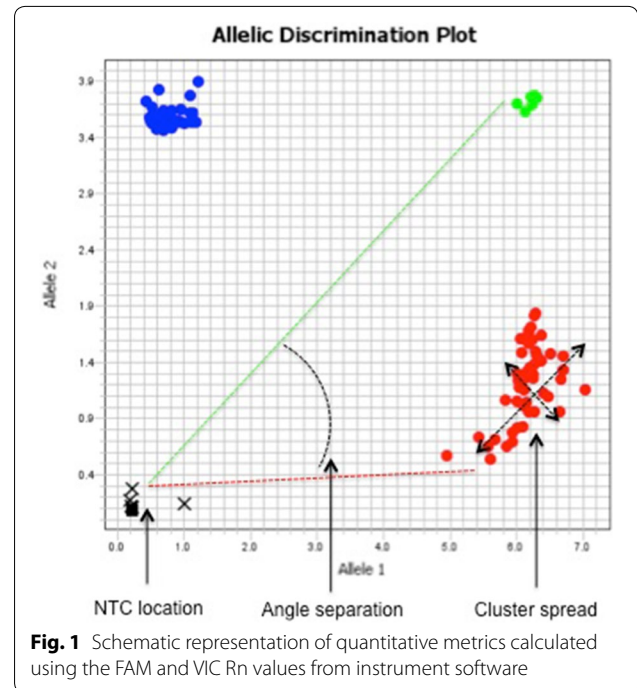 Allelic Discrimination Plot
3.9
3.4
2.9
2.4
1.9
1.4
0.9
0.4
Allele 2
0.0 1.0 2.0 3.0 4.0 5.0 6.0 7.0
Allele 1
NTC location Angle separation Cluster spread
Fig. 1 Schematic representation of quantitative metrics calculated
using the FAM and VIC Rn values from instrument software